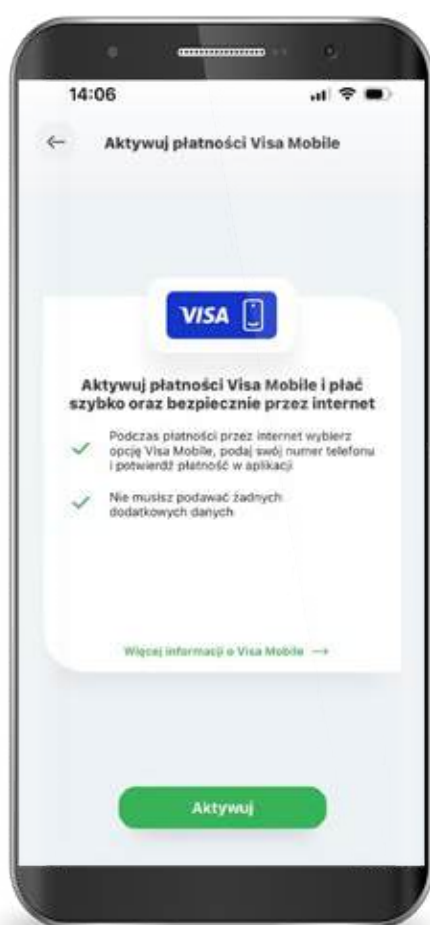 14:06
Aktywuj płatności Visa Mobile
VISA
Aktywuj płatności Visa Mobile i płać
szybko oraz bezpiecznie przez internet
Podczas płatności przez internet wybierz
opcję Visa Mobile, podaj swój numer telefonu
i potwierdź płatność w aplikacji
Nie musisz podawać żadnych
dodatkowych danych
Więcej informacji o Visa Mobile →
Aktywuj